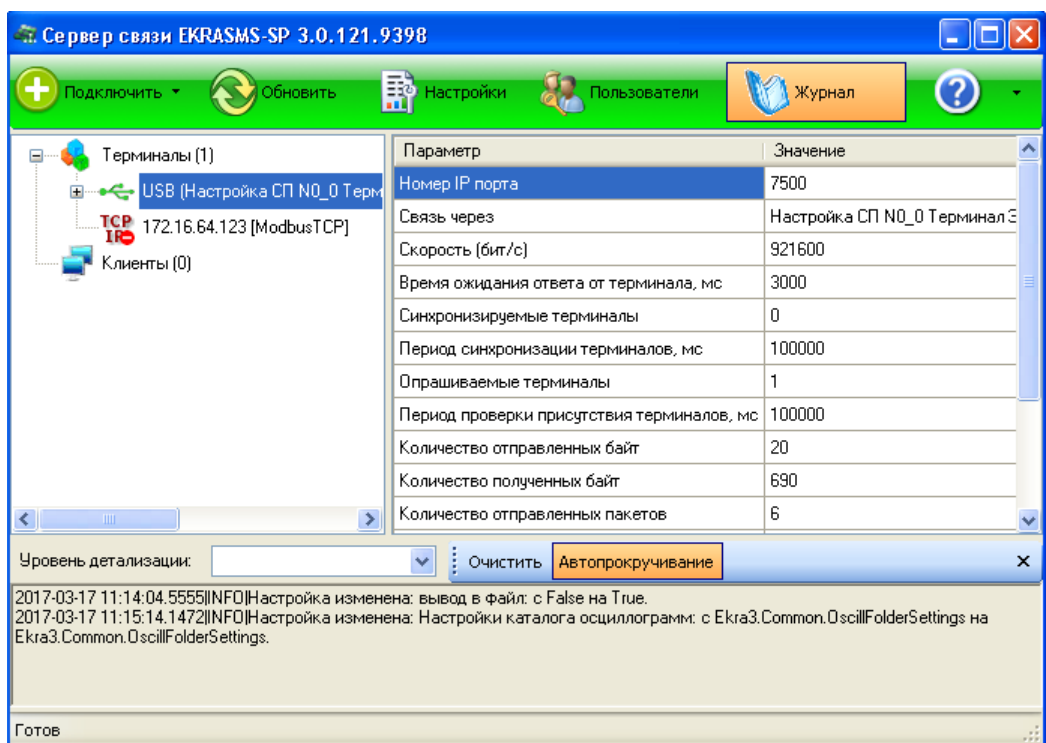 Сервер связи EKRASMS-SP 3.0.121.9398
Подключить Обновить Настройки Пользователи Журнал
Терминалы (1)
USB (Настройка СП N0_0 Терм
TCP IP 172.16.64.123 [ModbusTCP]
Клиенты (0)
Параметр Значение
Номер IP порта 7500
Связь через Настройка СП N0_0 Терминал Э
Скорость (бит/с) 921600
Время ожидания ответа от терминала, мс 3000
Синхронизируемые терминалы 0
Период синхронизации терминалов, мс 100000
Опрашиваемые терминалы 1
Период проверки присутствия терминалов, мс 100000
Количество отправленных байт 20
Количество полученных байт 690
Количество отправленных пакетов 6
Уровень детализации: Очистить Автопрокручивание
2017-03-17 11:14:04.5555|INFO|Настройка изменена: вывод в файл: с False на True.
2017-03-17 11:15:14.1472|INFO|Настройка изменена: Настройки каталога осциллограмм: с Ekra3.Common.OscillFolderSettings на
Ekra3.Common.OscillFolderSettings.
Готов